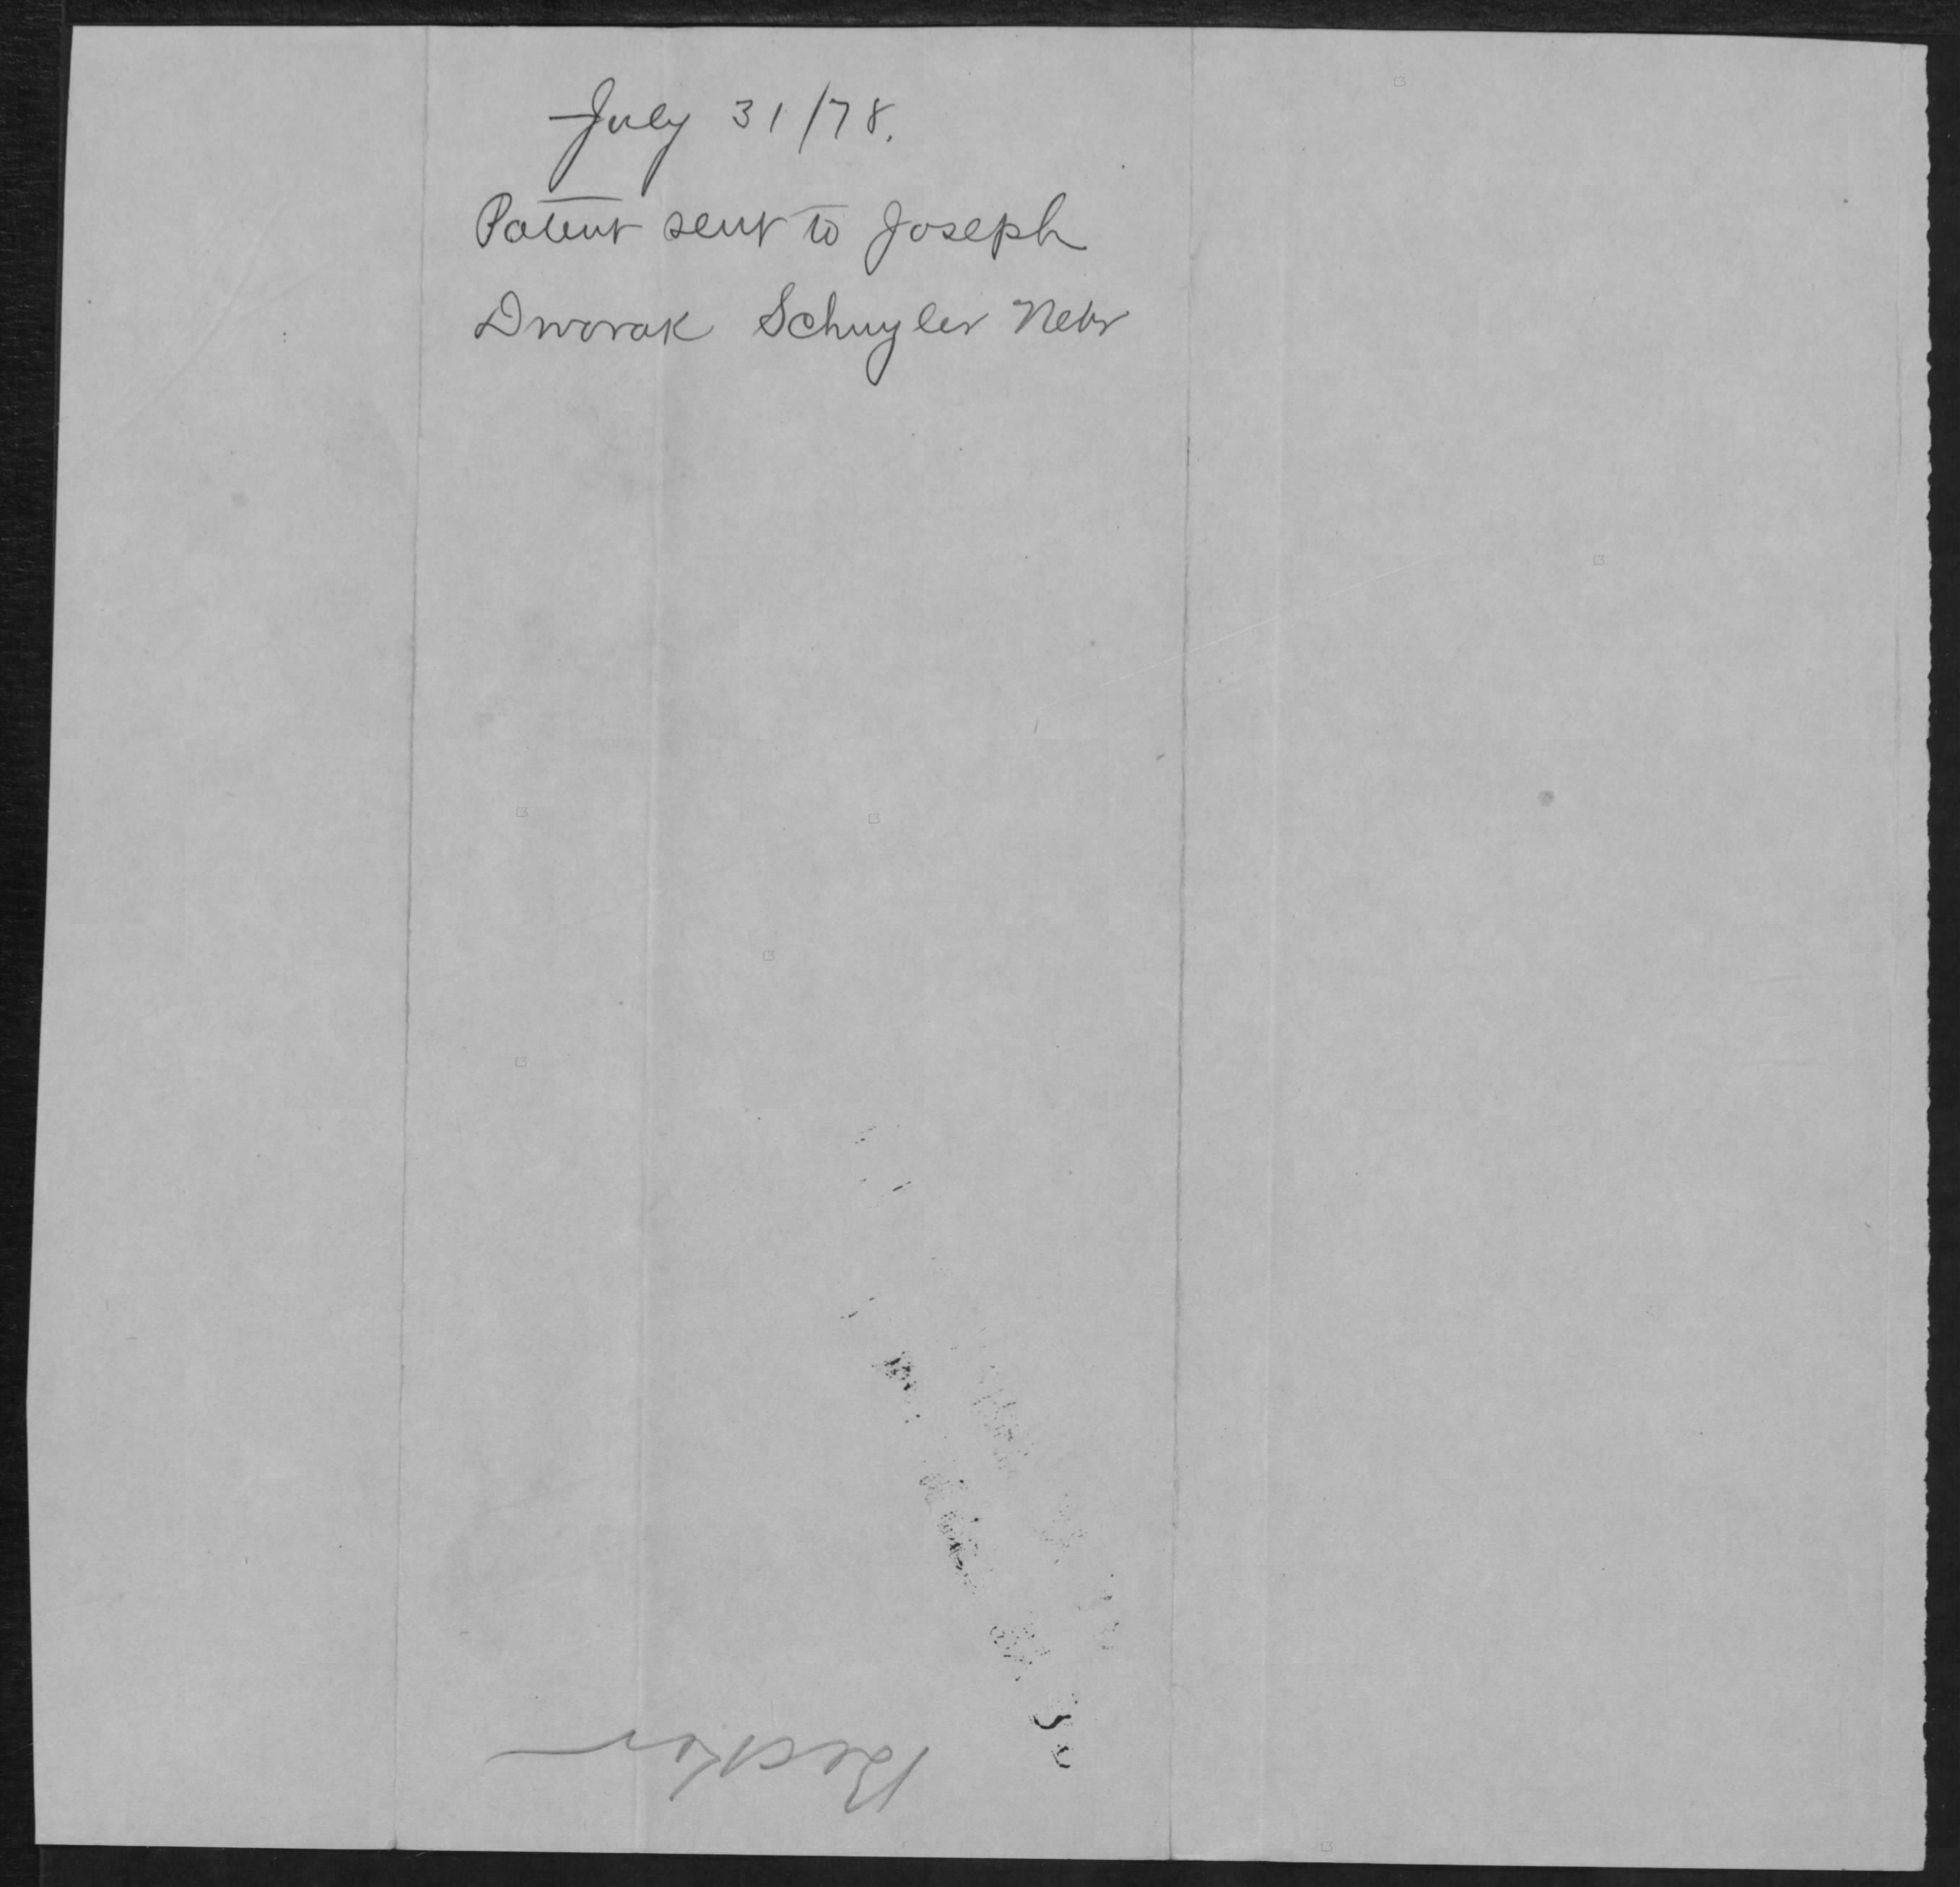 July 31/78.
Patent sent to Joseph
Dworak Schuyler Nebr